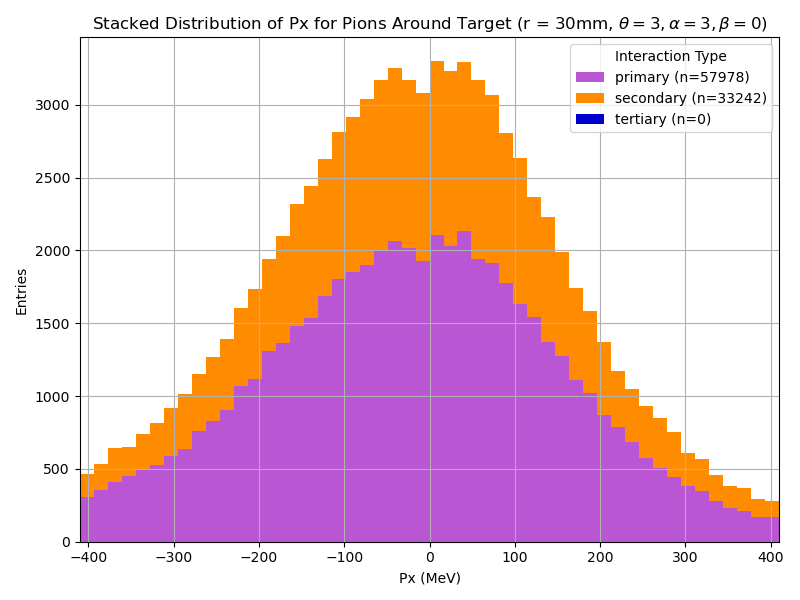 Stacked Distribution of Px for Pions Around Target (r = 30mm, θ = 3, α = 3, β = 0)
Interaction Type
primary (n=57978)
secondary (n=33242)
tertiary (n=0)
3000
2500
2000
1500
1000
500
0
Entries
−400
−300
−200
−100
0
100
200
300
400
Px (MeV)